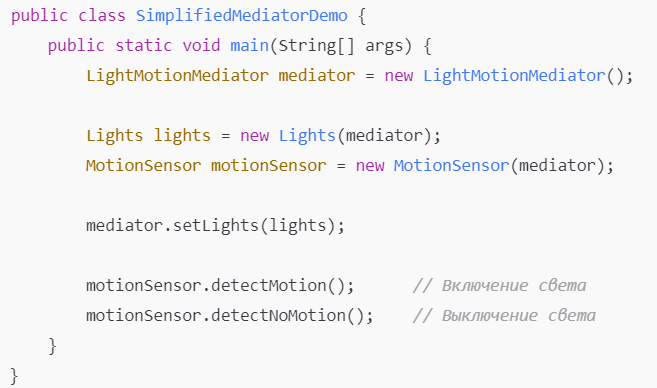 public class SimplifiedMediatorDemo {
    public static void main(String[] args) {
        LightMotionMediator mediator = new LightMotionMediator();

        Lights lights = new Lights(mediator);
        MotionSensor motionSensor = new MotionSensor(mediator);

        mediator.setLights(lights);

        motionSensor.detectMotion();      // Включение света
        motionSensor.detectNoMotion();    // Выключение света
    }
}